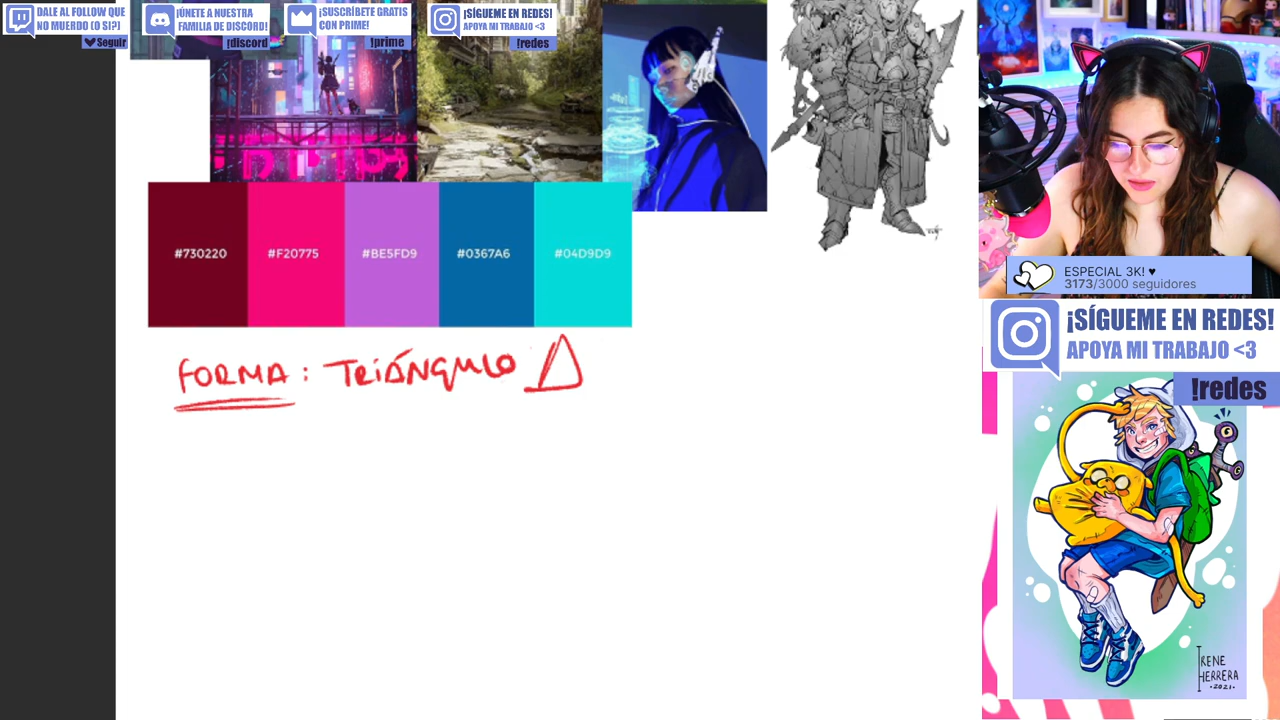 DALE AL FOLLOW QUE
NO MUERDO (O SI?)
Seguir
¡ÚNETE A NUESTRA
FAMILIA DE DISCORD!
!discord
¡SUSCRÍBETE GRATIS
CON PRIME!
!prime
¡SÍGUEME EN REDES!
APOYA MI TRABAJO <3
!redes
#730220
#F20775
#BE5FD9
#0367A6
#04D9D9
FORMA: TRIÁNGULO
ESPECIAL 3K! ♥
3173/3000 seguidores
¡SÍGUEME EN REDES!
APOYA MI TRABAJO <3
!redes
IRENE
HERRERA
·2021·